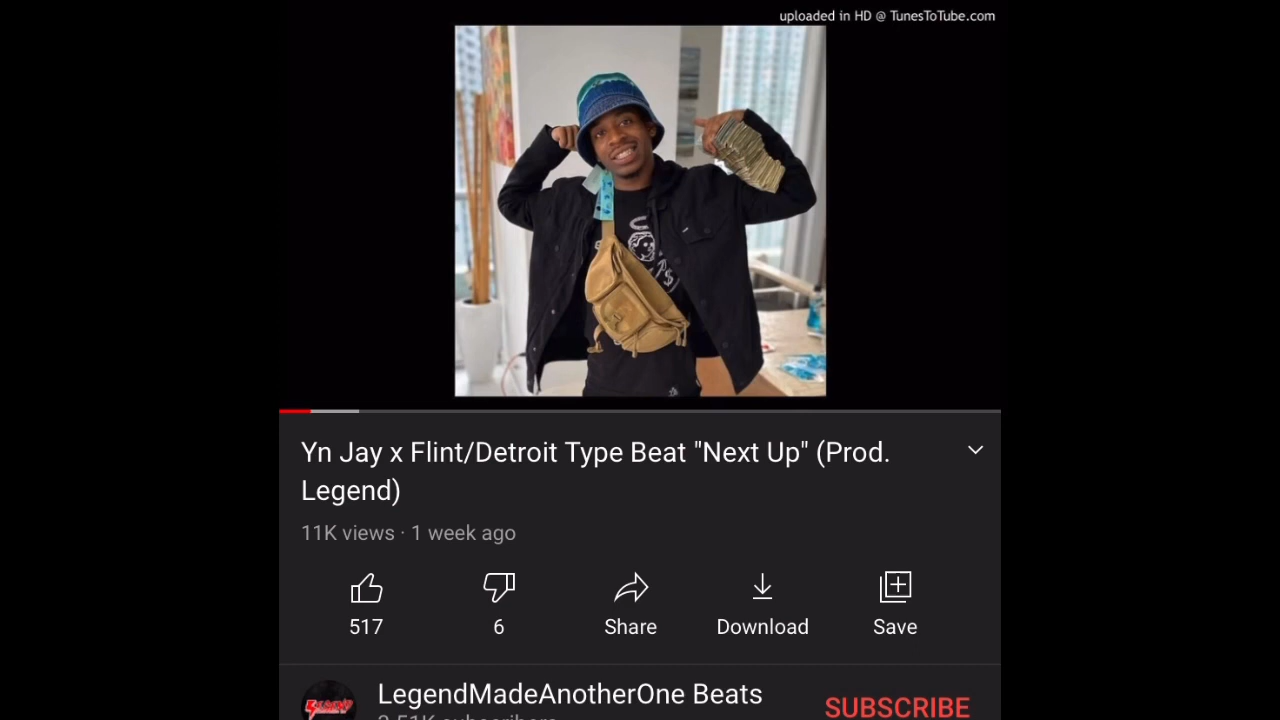 uploaded in HD @ TunesToTube.com
Yn Jay x Flint/Detroit Type Beat "Next Up" (Prod.
Legend)
11K views · 1 week ago
517
6
Share
Download
Save
LegendMadeAnotherOne Beats
SUBSCRIBE